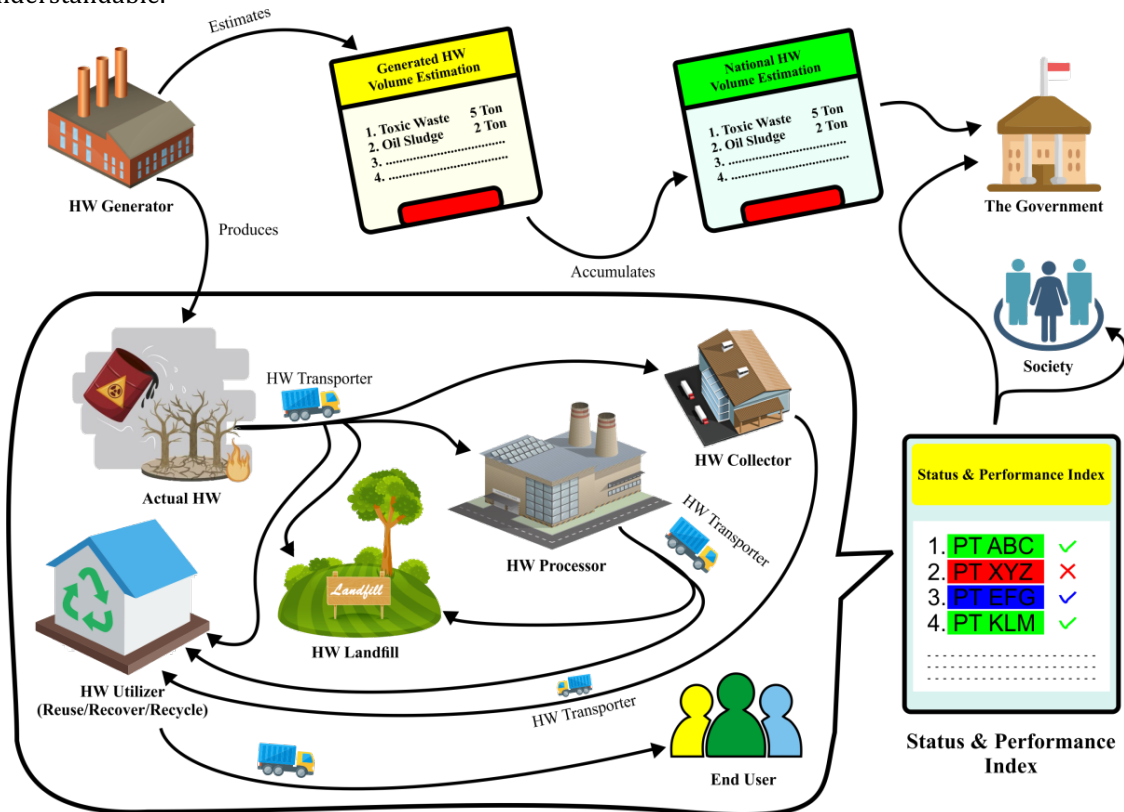 nderstandable.
Estimates
Generated HW
Volume Estimation
1. Toxic Waste 5 Ton
2. Oil Sludge 2 Ton
3. ................................
4. ................................
National HW
Volume Estimation
1. Toxic Waste 5 Ton
2. Oil Sludge 2 Ton
3. ................................
4. ................................
HW Generator
The Government
Produces
Accumulates
Society
HW Transporter
HW Collector
Actual HW
HW Processor
HW Transporter
Landfill
HW Landfill
HW Utilizer
(Reuse/Recover/Recycle)
HW Transporter
End User
Status & Performance Index
1. PT ABC ✓
2. PT XYZ ✕
3. PT EFG ✓
4. PT KLM ✓
Status & Performance
Index